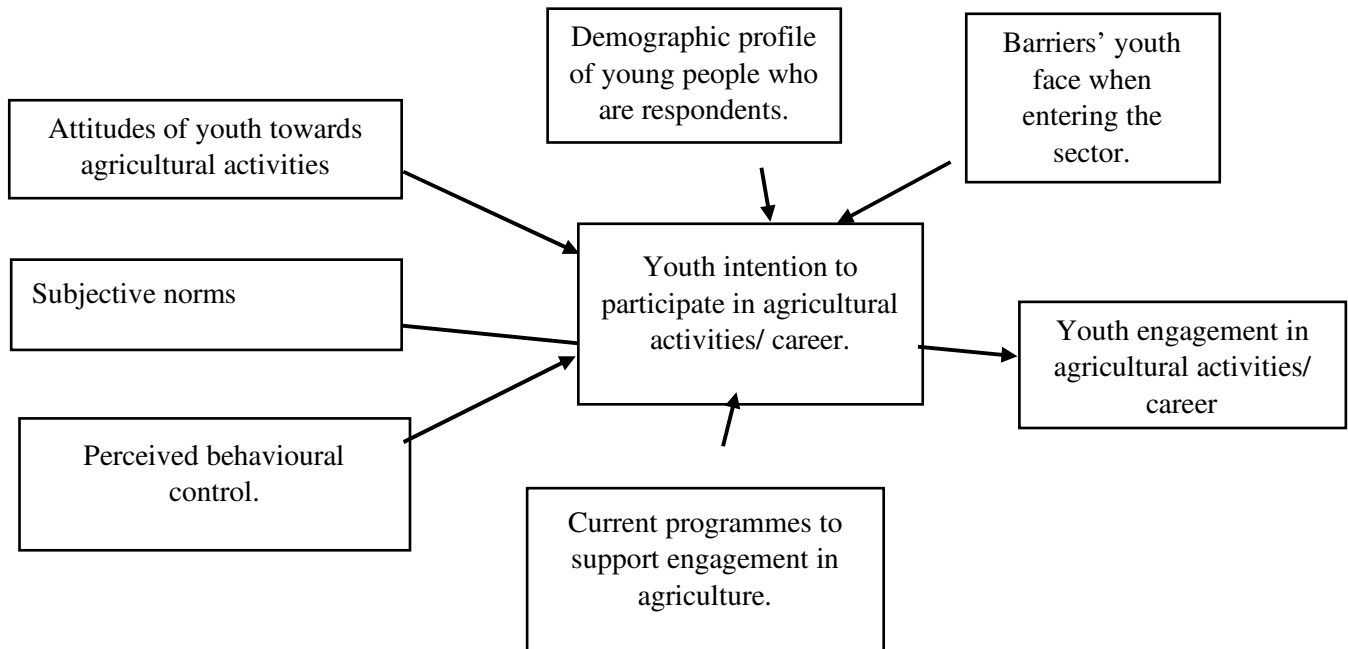 Demographic profile
of young people who
are respondents.
Barriers’ youth
face when
entering the
sector.
Attitudes of youth towards
agricultural activities
Subjective norms
Youth intention to
participate in agricultural
activities/ career.
Youth engagement in
agricultural activities/
career
Perceived behavioural
control.
Current programmes to
support engagement in
agriculture.